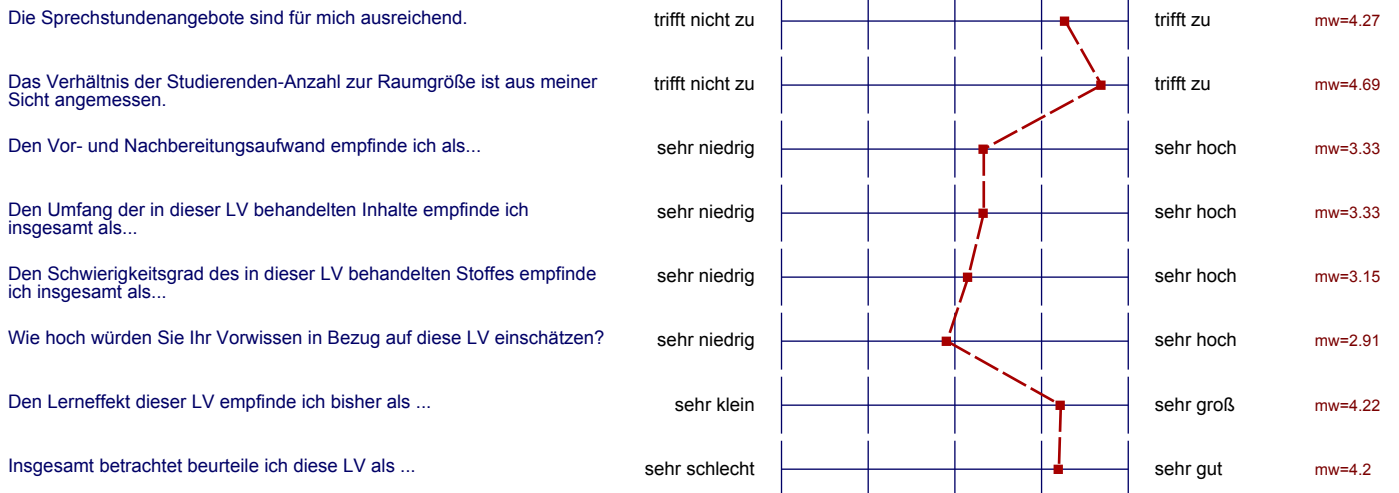 Die Sprechstundenangebote sind für mich ausreichend. trifft nicht zu trifft zu mw=4.27
Das Verhältnis der Studierenden-Anzahl zur Raumgröße ist aus meiner
Sicht angemessen. trifft nicht zu trifft zu mw=4.69
Den Vor- und Nachbereitungsaufwand empfinde ich als... sehr niedrig sehr hoch mw=3.33
Den Umfang der in dieser LV behandelten Inhalte empfinde ich
insgesamt als... sehr niedrig sehr hoch mw=3.33
Den Schwierigkeitsgrad des in dieser LV behandelten Stoffes empfinde
ich insgesamt als... sehr niedrig sehr hoch mw=3.15
Wie hoch würden Sie Ihr Vorwissen in Bezug auf diese LV einschätzen? sehr niedrig sehr hoch mw=2.91
Den Lerneffekt dieser LV empfinde ich bisher als ... sehr klein sehr groß mw=4.22
Insgesamt betrachtet beurteile ich diese LV als ... sehr schlecht sehr gut mw=4.2